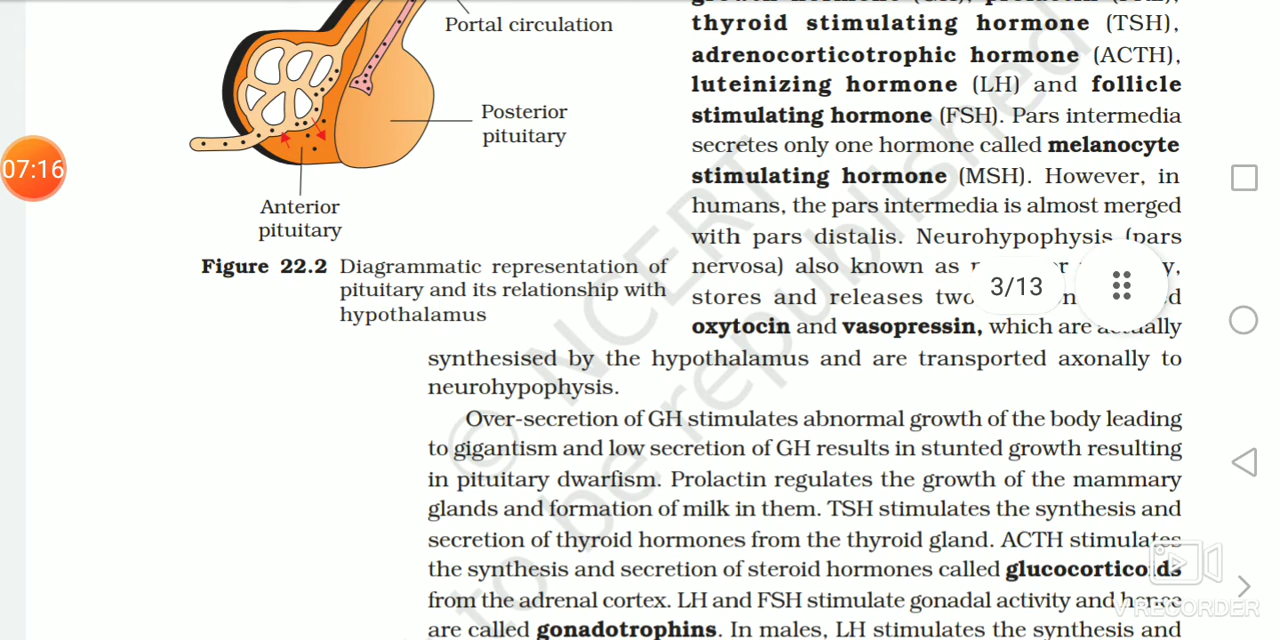 Portal circulation
Posterior
pituitary
Anterior
pituitary
07:16
Figure 22.2 Diagrammatic representation of
pituitary and its relationship with
hypothalamus
thyroid stimulating hormone (TSH),
adrenocorticotrophic hormone (ACTH),
luteinizing hormone (LH) and follicle
stimulating hormone (FSH). Pars intermedia
secretes only one hormone called melanocyte
stimulating hormone (MSH). However, in
humans, the pars intermedia is almost merged
with pars distalis. Neurohypophysis (pars
nervosa) also known as
stores and releases two
oxytocin and vasopressin, which are actually
synthesised by the hypothalamus and are transported axonally to
neurohypophysis.
Over-secretion of GH stimulates abnormal growth of the body leading
to gigantism and low secretion of GH results in stunted growth resulting
in pituitary dwarfism. Prolactin regulates the growth of the mammary
glands and formation of milk in them. TSH stimulates the synthesis and
secretion of thyroid hormones from the thyroid gland. ACTH stimulates
the synthesis and secretion of steroid hormones called glucocorticoids
from the adrenal cortex. LH and FSH stimulate gonadal activity and hence
are called gonadotrophins. In males, LH stimulates the synthesis and
3/13
© NCERT
to be republished
V RECORDER